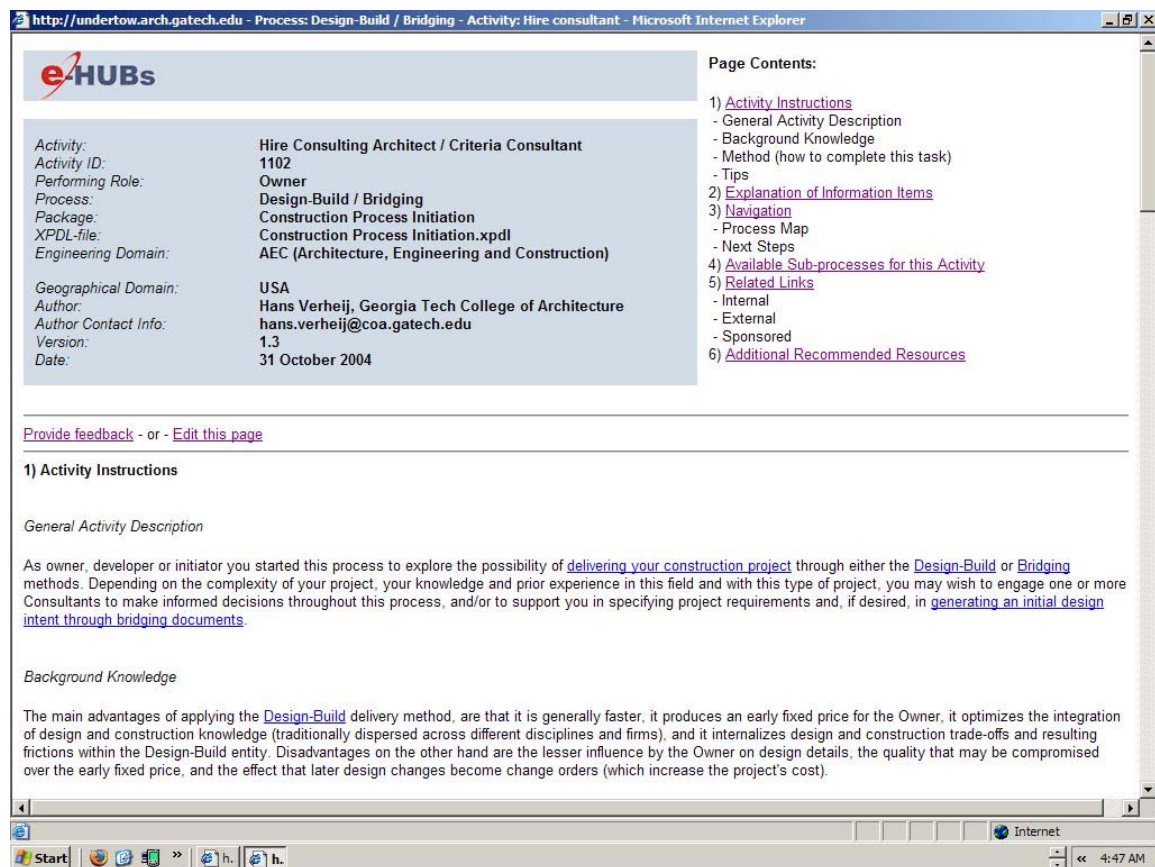 http://undertow.arch.gatech.edu - Process: Design-Build / Bridging - Activity: Hire consultant - Microsoft Internet Explorer
e-HUBs
Activity: Hire Consulting Architect / Criteria Consultant
Activity ID: 1102
Performing Role: Owner
Process: Design-Build / Bridging
Package: Construction Process Initiation
XPDL-file: Construction Process Initiation.xpdl
Engineering Domain: AEC (Architecture, Engineering and Construction)
Geographical Domain: USA
Author: Hans Verheij, Georgia Tech College of Architecture
Author Contact Info: hans.verheij@coa.gatech.edu
Version: 1.3
Date: 31 October 2004
Page Contents:
1) Activity Instructions
- General Activity Description
- Background Knowledge
- Method (how to complete this task)
- Tips
2) Explanation of Information Items
3) Navigation
- Process Map
- Next Steps
4) Available Sub-processes for this Activity
5) Related Links
- Internal
- External
- Sponsored
6) Additional Recommended Resources
Provide feedback - or - Edit this page
1) Activity Instructions
General Activity Description
As owner, developer or initiator you started this process to explore the possibility of delivering your construction project through either the Design-Build or Bridging
methods. Depending on the complexity of your project, your knowledge and prior experience in this field and with this type of project, you may wish to engage one or more
Consultants to make informed decisions throughout this process, and/or to support you in specifying project requirements and, if desired, in generating an initial design
intent through bridging documents.
Background Knowledge
The main advantages of applying the Design-Build delivery method, are that it is generally faster, it produces an early fixed price for the Owner, it optimizes the integration
of design and construction knowledge (traditionally dispersed across different disciplines and firms), and it internalizes design and construction trade-offs and resulting
frictions within the Design-Build entity. Disadvantages on the other hand are the lesser influence by the Owner on design details, the quality that may be compromised
over the early fixed price, and the effect that later design changes become change orders (which increase the project's cost).
Internet
Start » h. h. « 4:47 AM